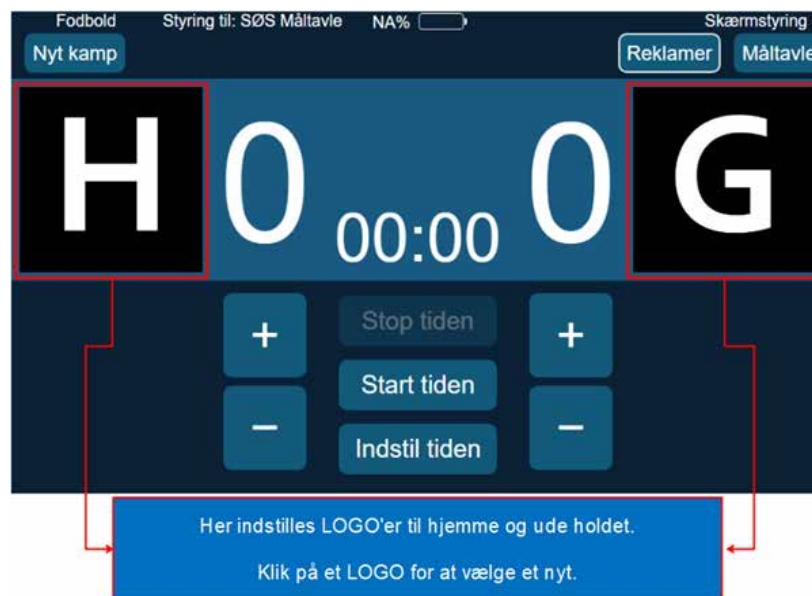 Fodbold Styring til: SØS Måltavle NA% Skærmstyring
Nyt kamp Reklamer Måltavle
H 0 00:00 0 G
+ Stop tiden +
Start tiden
− Indstil tiden −
Her indstilles LOGO'er til hjemme og ude holdet.
Klik på et LOGO for at vælge et nyt.